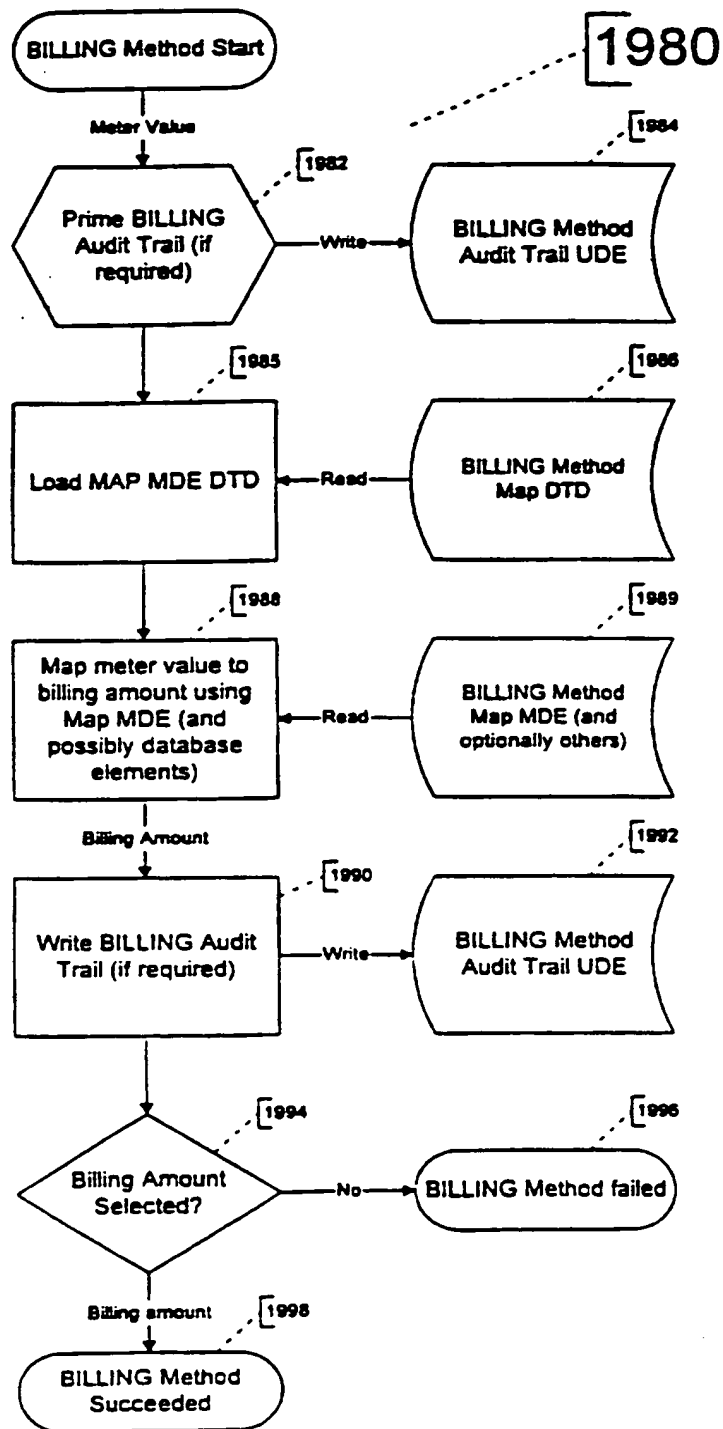 BILLING Method Start
1980
Meter Value
1982
1984
Prime BILLING
Audit Trail (if
required)
Write
BILLING Method
Audit Trail UDE
1985
1986
Load MAP MDE DTD
Read
BILLING Method
Map DTD
1988
1989
Map meter value to
billing amount using
Map MDE (and
possibly database
elements)
Read
BILLING Method
Map MDE (and
optionally others)
Billing Amount
1990
1992
Write BILLING Audit
Trail (if required)
Write
BILLING Method
Audit Trail UDE
1994
1996
Billing Amount
Selected?
No
BILLING Method failed
Billing amount
1998
BILLING Method
Succeeded